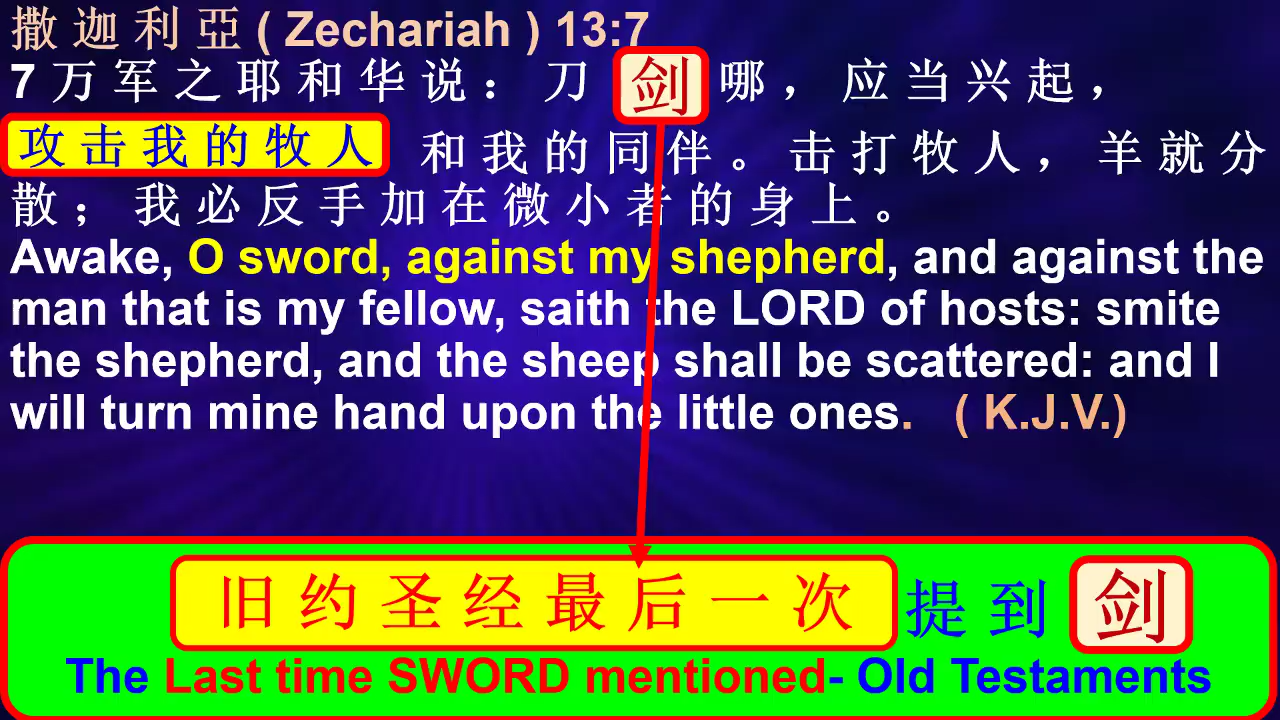 撒迦利亞 ( Zechariah ) 13:7
7 万军之耶和华说：刀剑哪，应当兴起，
攻击我的牧人 和我的同伴。击打牧人，羊就分
散；我必反手加在微小者的身上。
Awake, O sword, against my shepherd, and against the
man that is my fellow, saith the LORD of hosts: smite
the shepherd, and the sheep shall be scattered: and I
will turn mine hand upon the little ones. ( K.J.V.)
旧约圣经最后一次提到剑
The Last time SWORD mentioned- Old Testaments